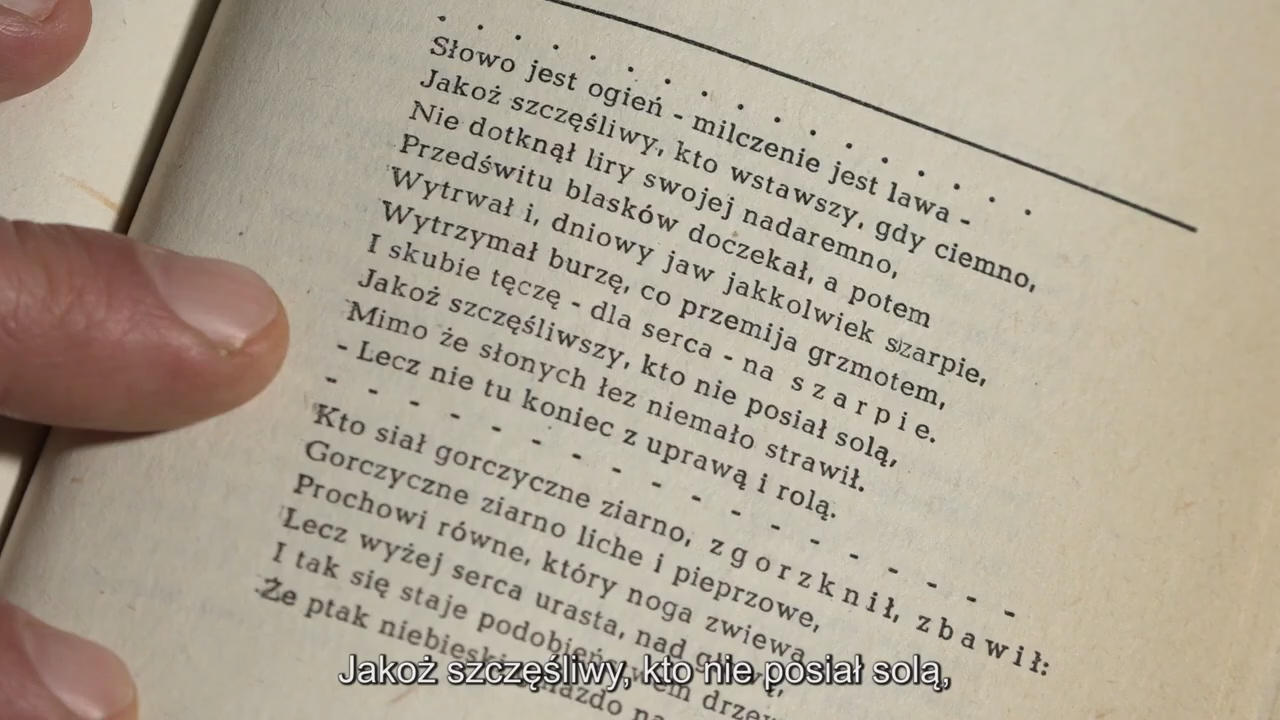 . . . . . . . . . . . . . . . . .
Słowo jest ogień - milczenie jest lawa -
Jakoż szczęśliwy, kto wstawszy, gdy ciemno,
Nie dotknął liry swojej nadaremno,
Przedświtu blasków doczekał, a potem
Wytrwał i, dniowy jaw jakkolwiek szarpie,
Wytrzymał burzę, co przemija grzmotem,
I skubie tęczę - dla serca - na s z a r p i e.
Jakoż szczęśliwszy, kto nie posiał solą,
Mimo że słonych łez niemało strawił.
- Lecz nie tu koniec z uprawą i rolą.
- - - - - - - - - - - - - - - - - -
Kto siał gorczyczne ziarno, z g o r z k n i ł, z b a w i ł:
Gorczyczne ziarno liche i pieprzowe,
Prochowi równe, który noga zwiewa,
Lecz wyżej serca urasta, nad
I tak się staje
Że ptak
Jakoż szczęśliwy, kto nie posiał solą,